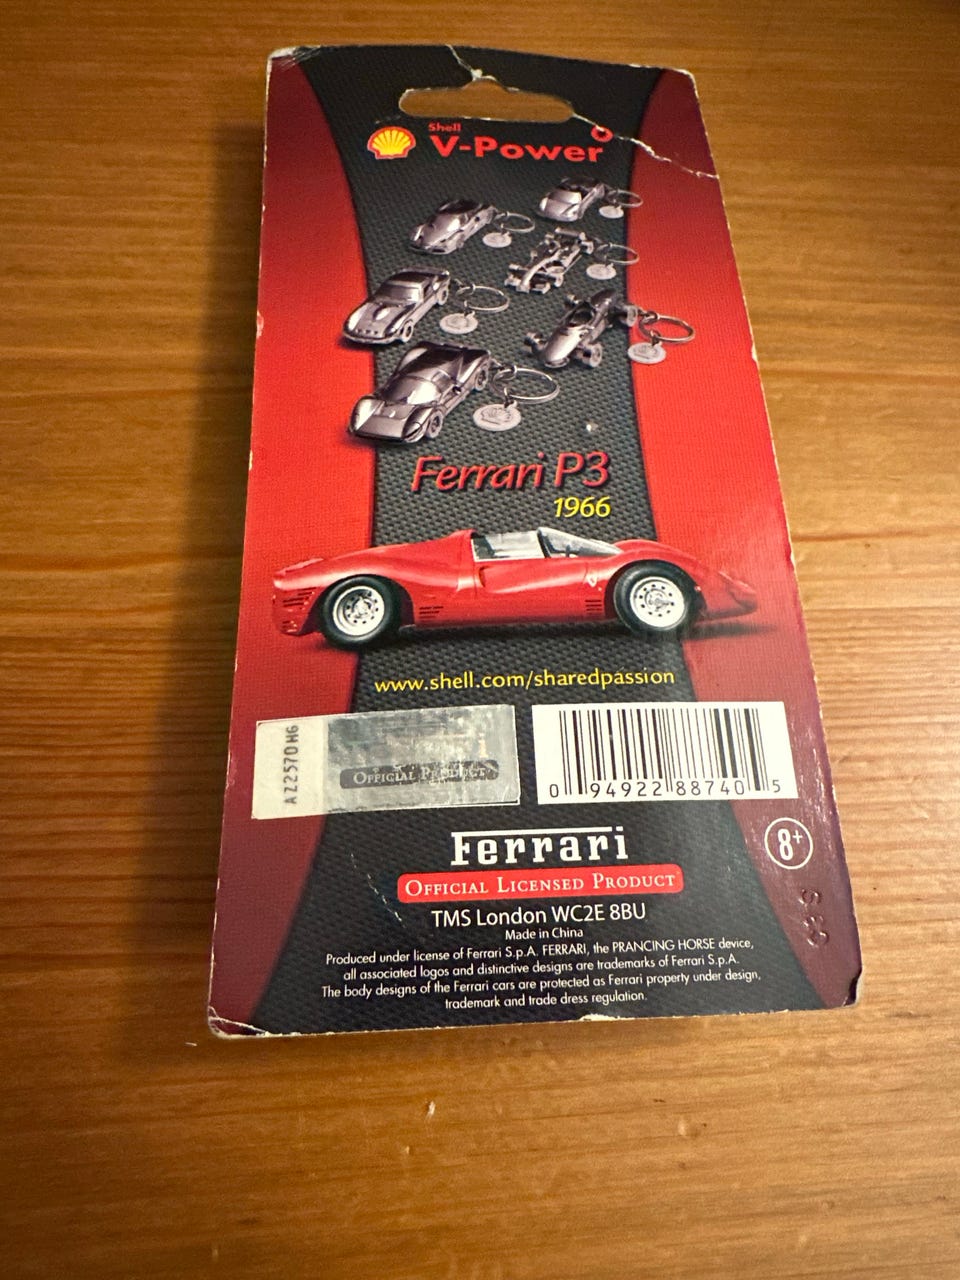 Shell
V-Power
Ferrari P3
1966
www.shell.com/sharedpassion
AZ2570HG
OFFICIAL PRODUCT
0 94922 88740 5
Ferrari
8+
OFFICIAL LICENSED PRODUCT
TMS London WC2E 8BU
Made in China
Produced under license of Ferrari S.p.A. FERRARI, the PRANCING HORSE device,
all associated logos and distinctive designs are trademarks of Ferrari S.p.A.
The body designs of the Ferrari cars are protected as Ferrari property under design,
trademark and trade dress regulation.